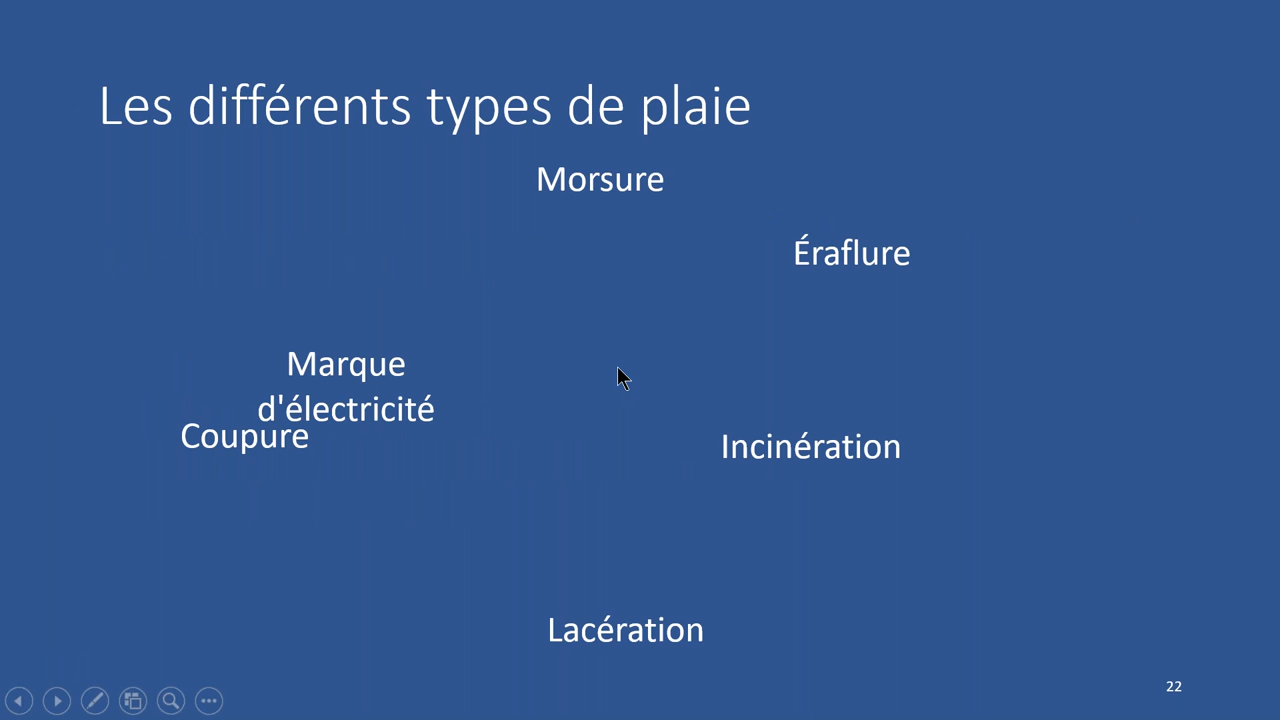 Les différents types de plaie
Morsure
Éraflure
Marque
d'électricité
Coupure
Incinération
Lacération
22